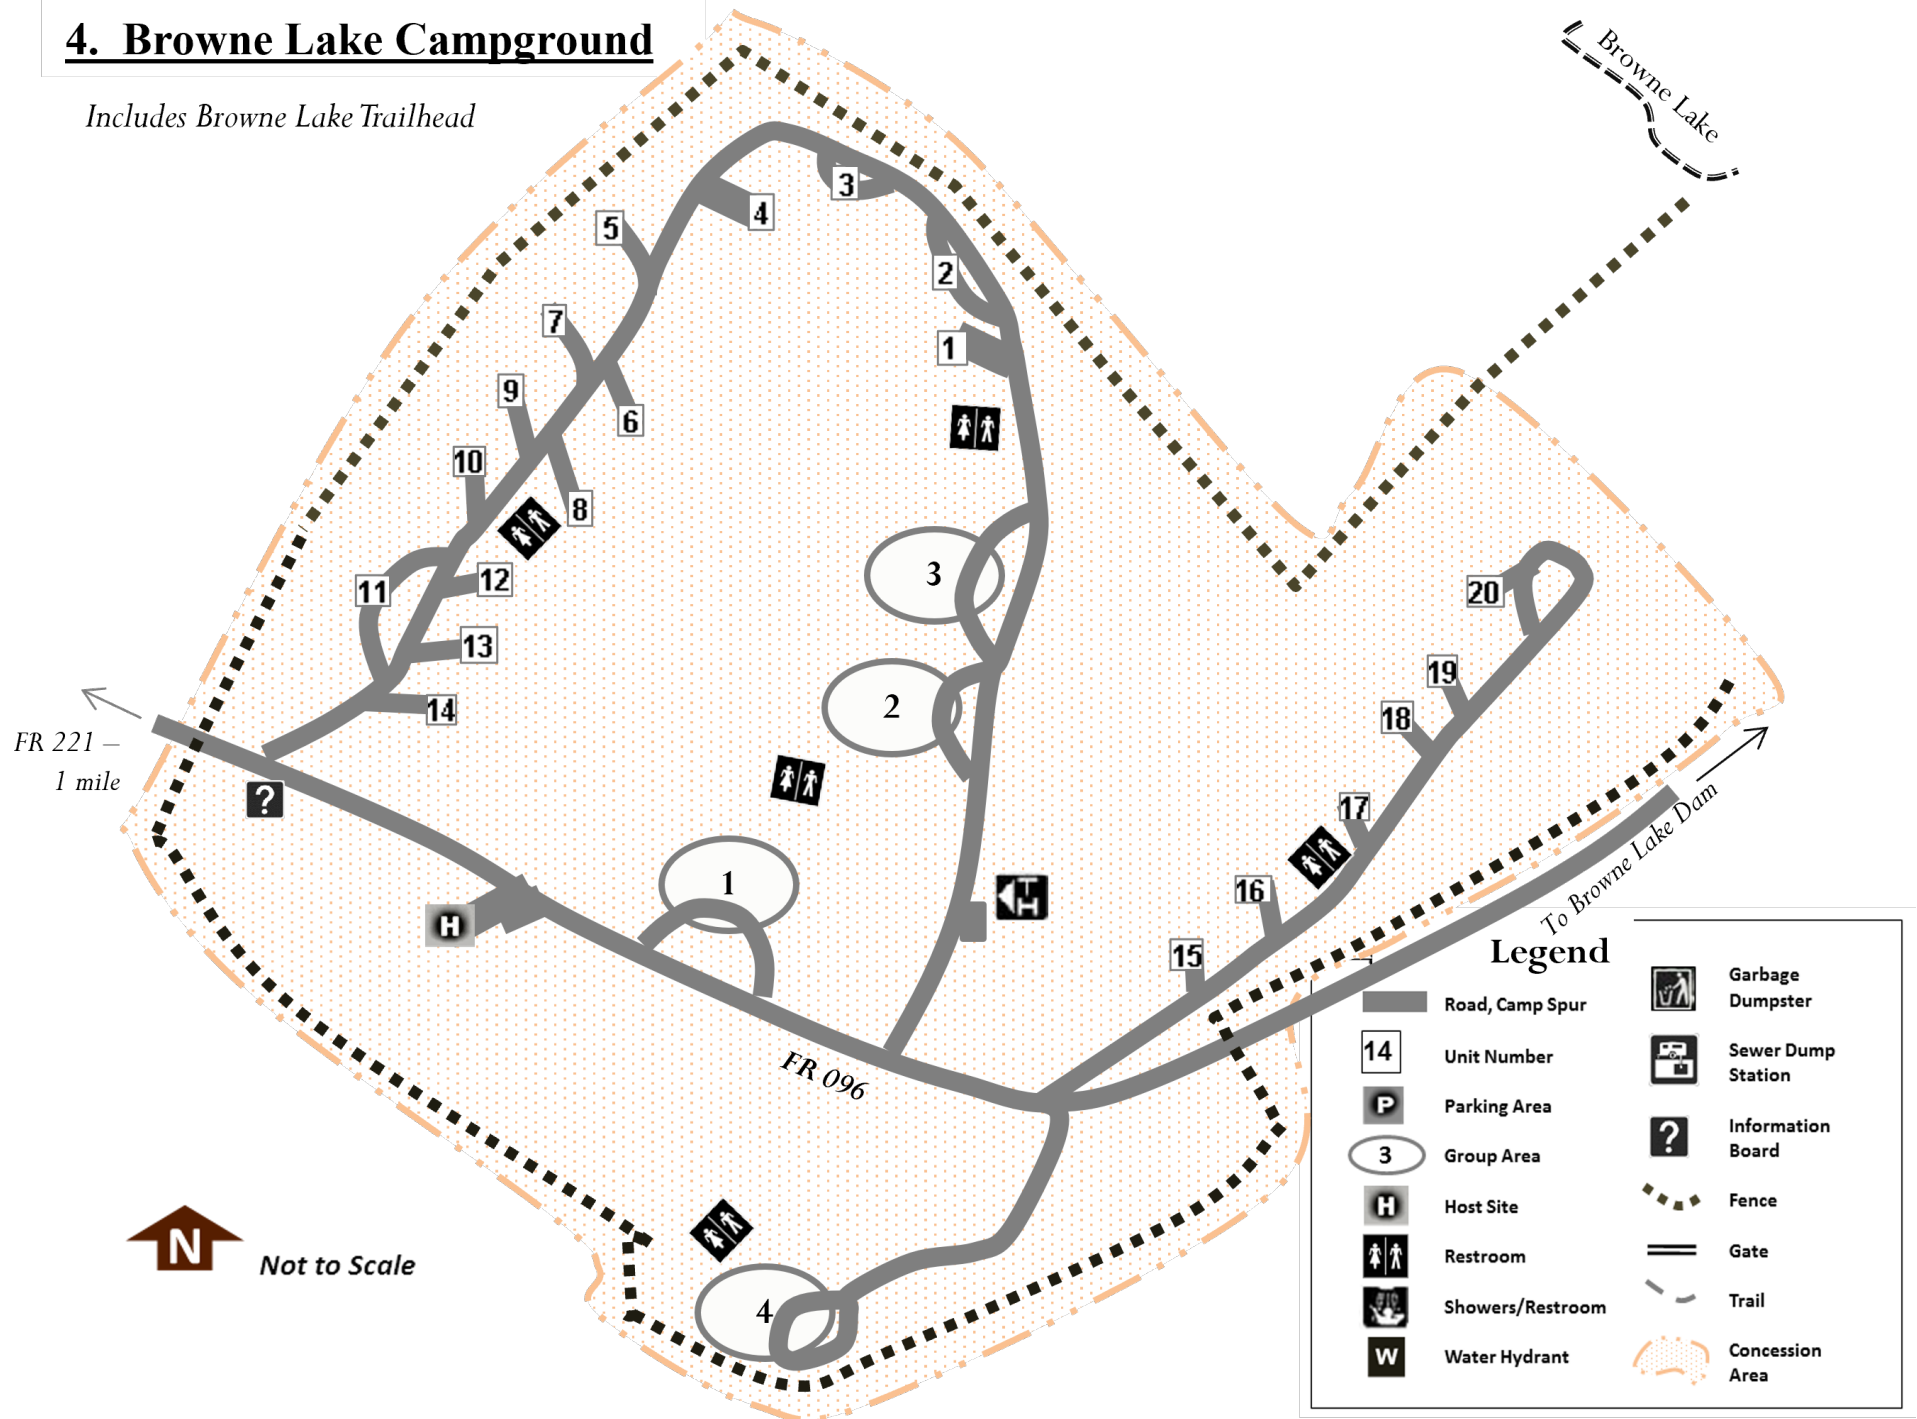 4. Browne Lake Campground
Includes Browne Lake Trailhead
Browne Lake
3
4
5
2
7
1
9
6
10
8
3
12
11
20
13
19
2
14
18
FR 221 –
1 mile
?
17
To Browne Lake Dam
1
16
H
T
H
15
FR 096
4
N
Not to Scale
Legend
Road, Camp Spur
14
Unit Number
P
Parking Area
3
Group Area
H
Host Site
Restroom
Showers/Restroom
W
Water Hydrant
Garbage
Dumpster
Sewer Dump
Station
?
Information
Board
Fence
Gate
Trail
Concession
Area